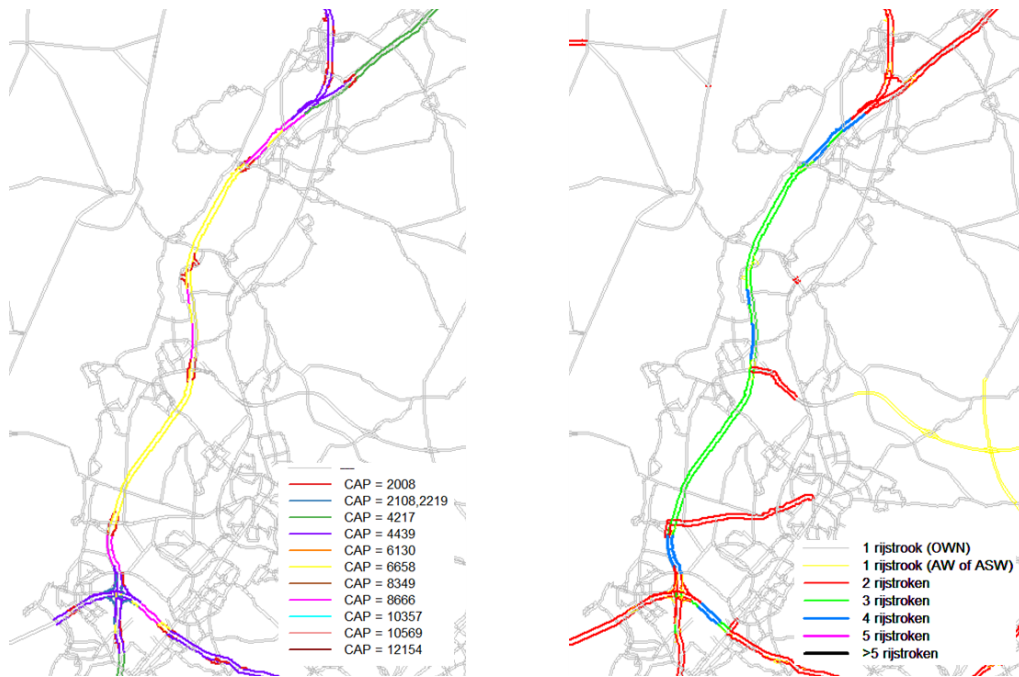 CAP = 2008
CAP = 2108,2219
CAP = 4217
CAP = 4439
CAP = 6130
CAP = 6658
CAP = 8349
CAP = 8666
CAP = 10357
CAP = 10569
CAP = 12154
1 rijstrook (OWN)
1 rijstrook (AW of ASW)
2 rijstroken
3 rijstroken
4 rijstroken
5 rijstroken
>5 rijstroken